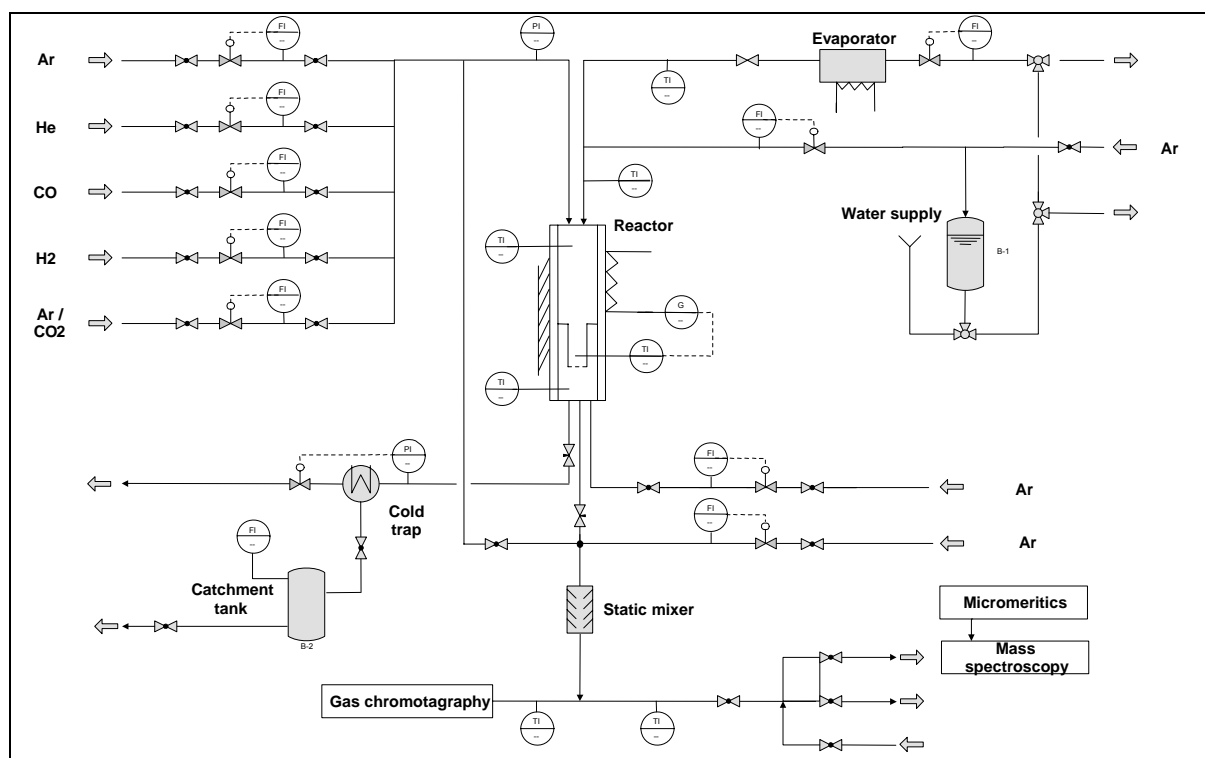 FI
--
PI
--
Evaporator
FI
--
Ar
TI
--
FI
--
He
FI
--
Ar
FI
--
CO
TI
--
Water supply
Reactor
FI
--
H2
TI
--
B-1
FI
--
Ar /
CO2
G
--
TI
--
TI
--
PI
--
FI
--
Ar
Cold
trap
FI
--
FI
--
Ar
Catchment
tank
B-2
Static mixer
Micromeritics
Mass
spectroscopy
Gas chromotagraphy
TI
--
TI
--